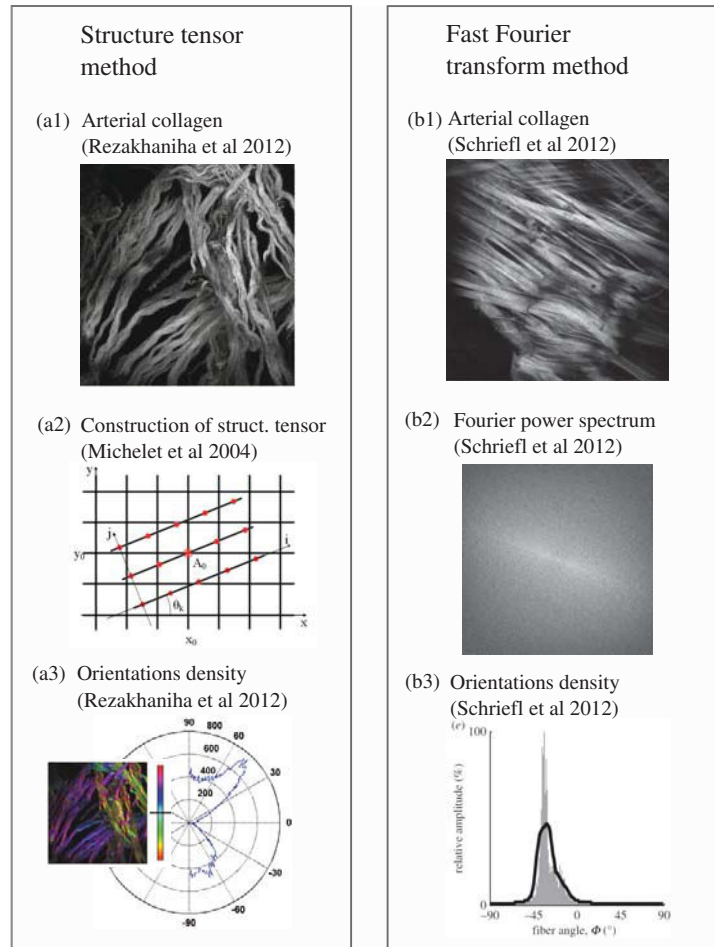 Structure tensor
method
(a1) Arterial collagen
(Rezakhaniha et al 2012)
(a2) Construction of struct. tensor
(Michelet et al 2004)
y
j
i
y₀
A₀
θₖ
x
x₀
(a3) Orientations density
(Rezakhaniha et al 2012)
90
800
60
600
400
30
200
0
-30
-60
-90
Fast Fourier
transform method
(b1) Arterial collagen
(Schriefl et al 2012)
(b2) Fourier power spectrum
(Schriefl et al 2012)
(b3) Orientations density
(Schriefl et al 2012)
(e)
100
relative amplitude (%)
0
-90 -45 0 45 90
fiber angle, Φ (°)